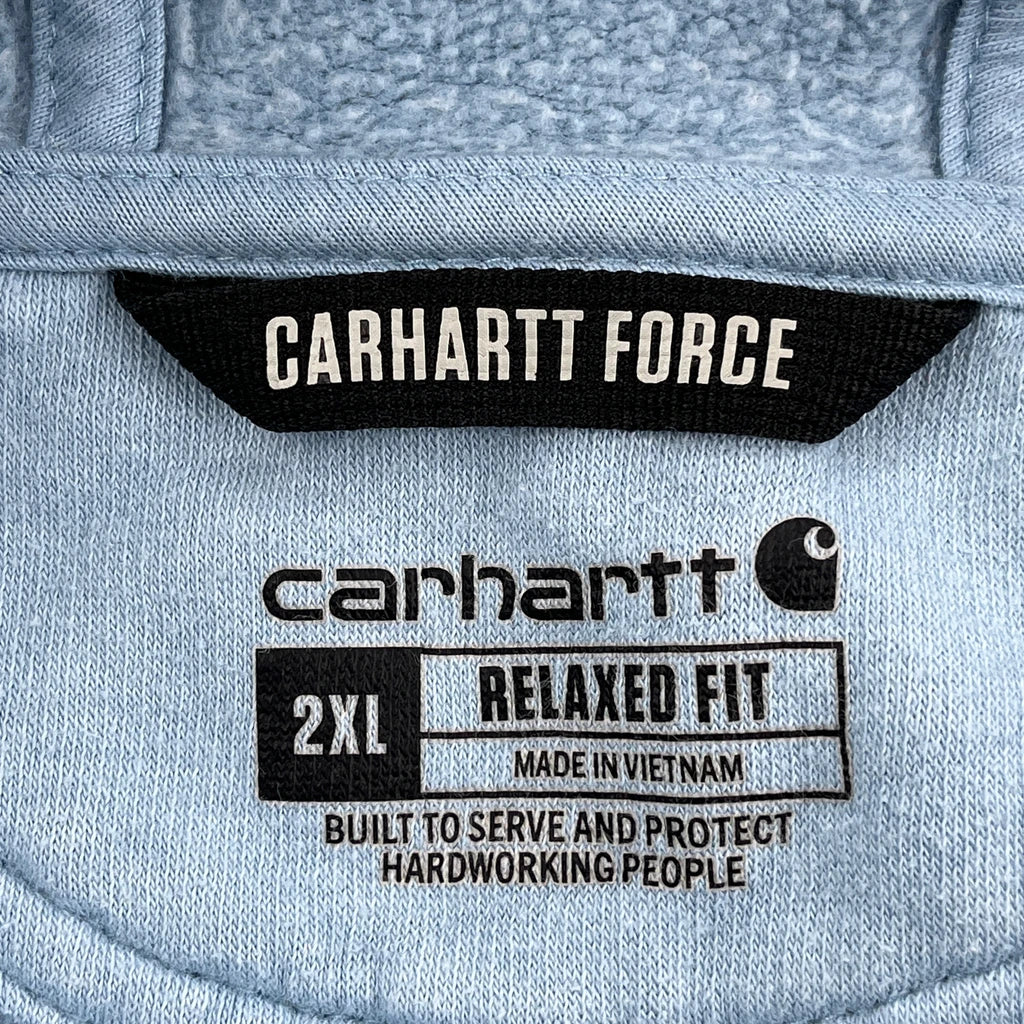 CARHARTT FORCE
carhartt
2XL
RELAXED FIT
MADE IN VIETNAM
BUILT TO SERVE AND PROTECT
HARDWORKING PEOPLE